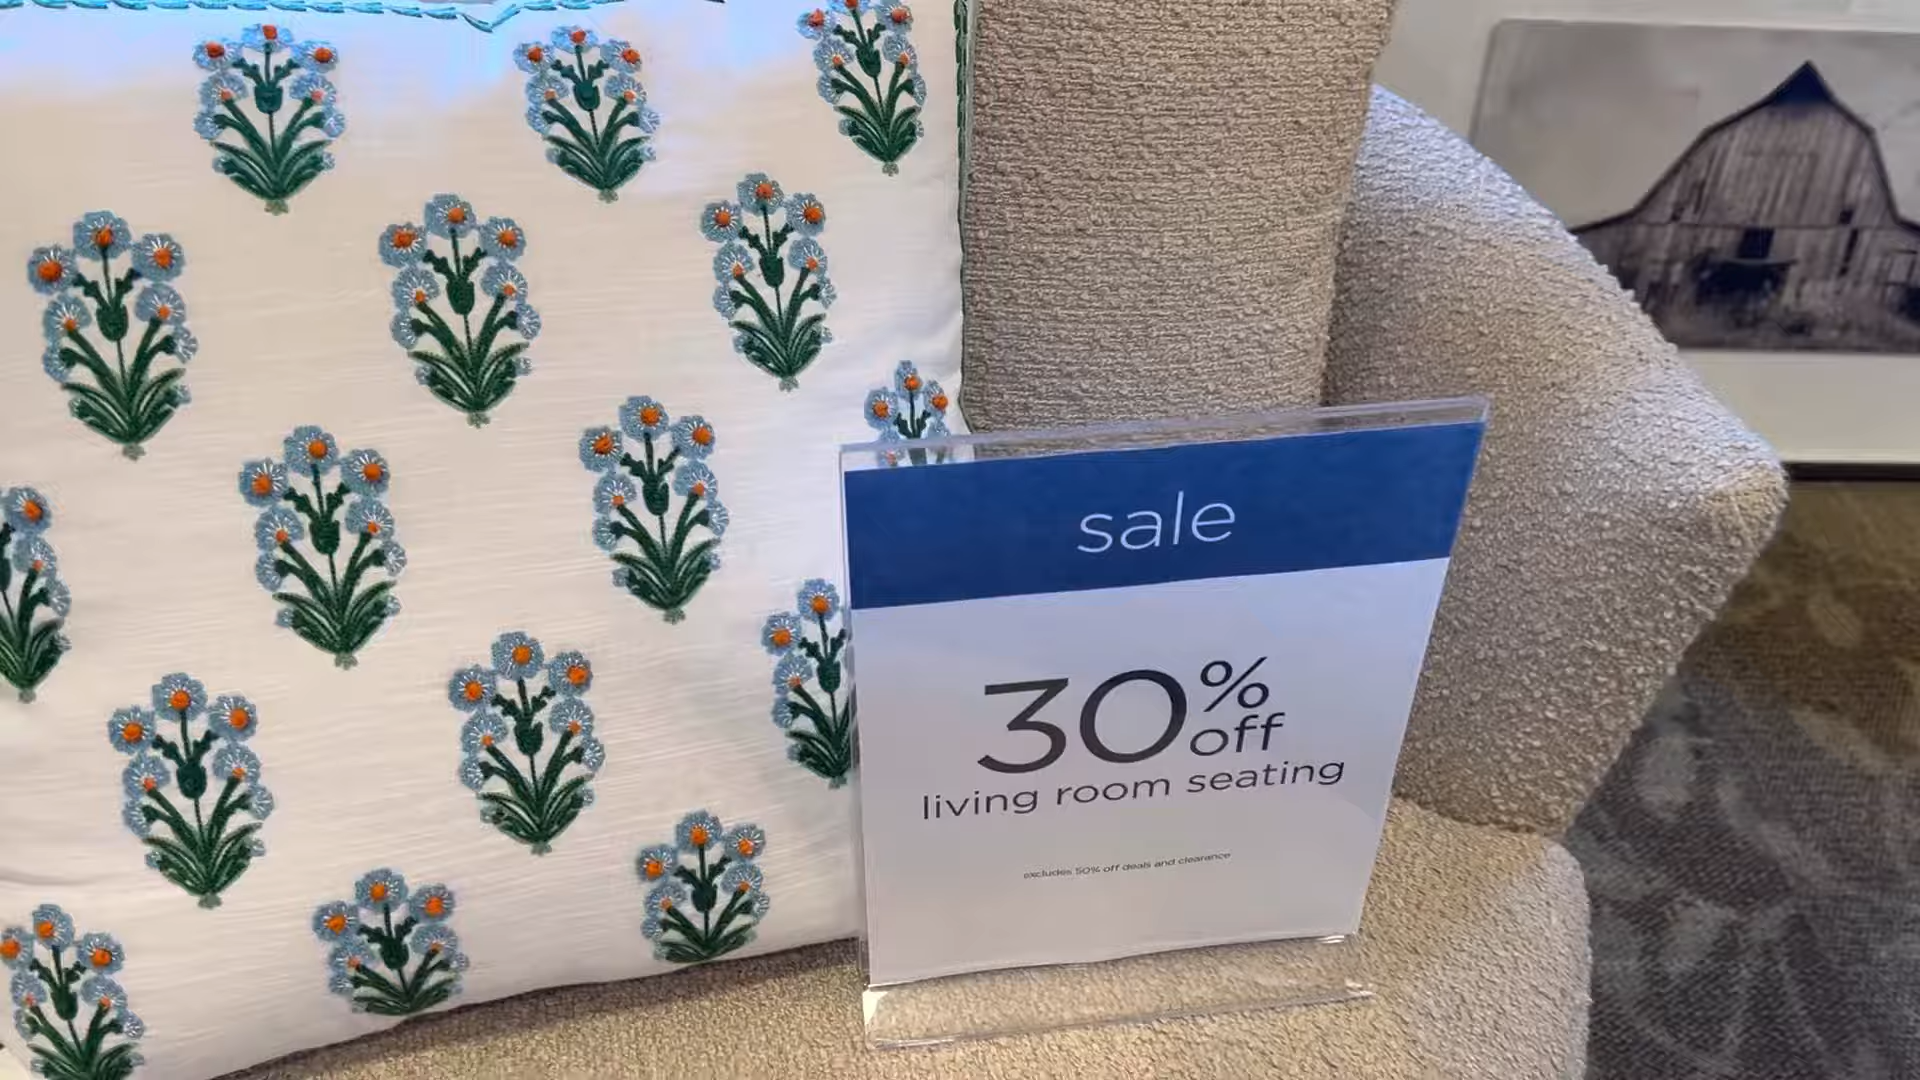 sale
30% off
living room seating
excludes 50% off deals and clearance